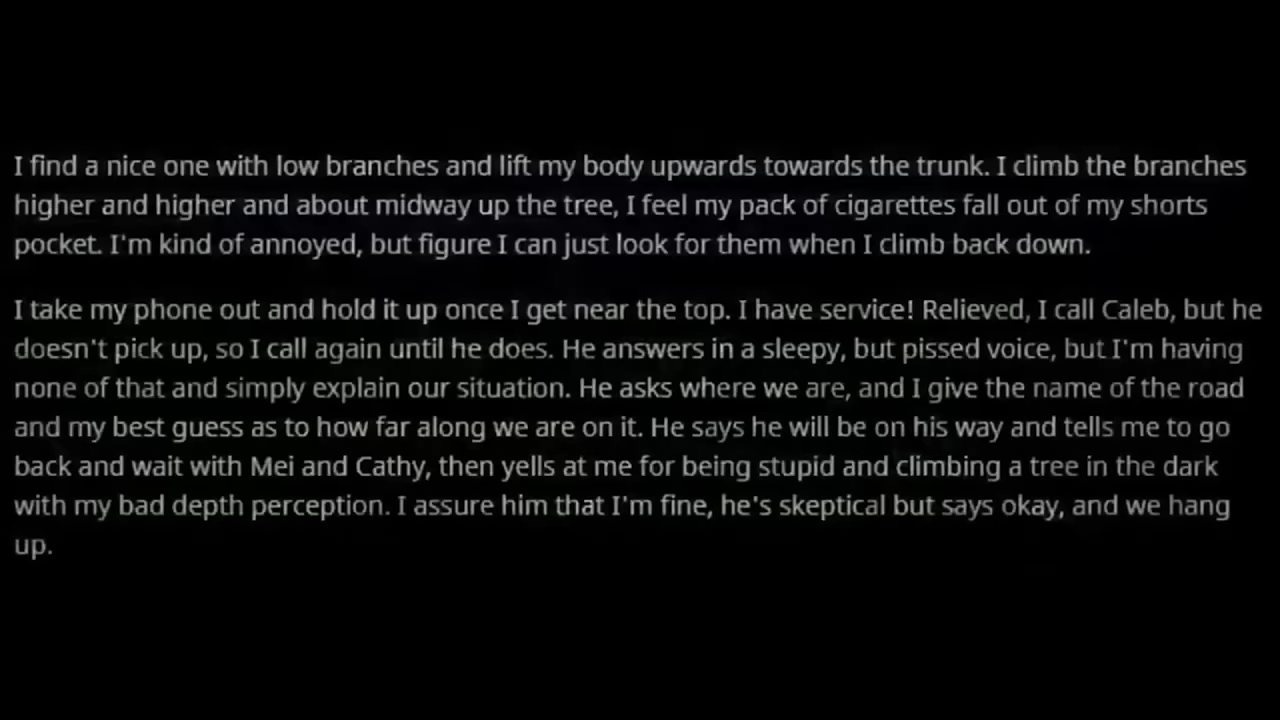 I find a nice one with low branches and lift my body upwards towards the trunk. I climb the branches
higher and higher and about midway up the tree, I feel my pack of cigarettes fall out of my shorts
pocket. I'm kind of annoyed, but figure I can just look for them when I climb back down.
I take my phone out and hold it up once I get near the top. I have service! Relieved, I call Caleb, but he
doesn't pick up, so I call again until he does. He answers in a sleepy, but pissed voice, but I'm having
none of that and simply explain our situation. He asks where we are, and I give the name of the road
and my best guess as to how far along we are on it. He says he will be on his way and tells me to go
back and wait with Mei and Cathy, then yells at me for being stupid and climbing a tree in the dark
with my bad depth perception. I assure him that I'm fine, he's skeptical but says okay, and we hang
up.